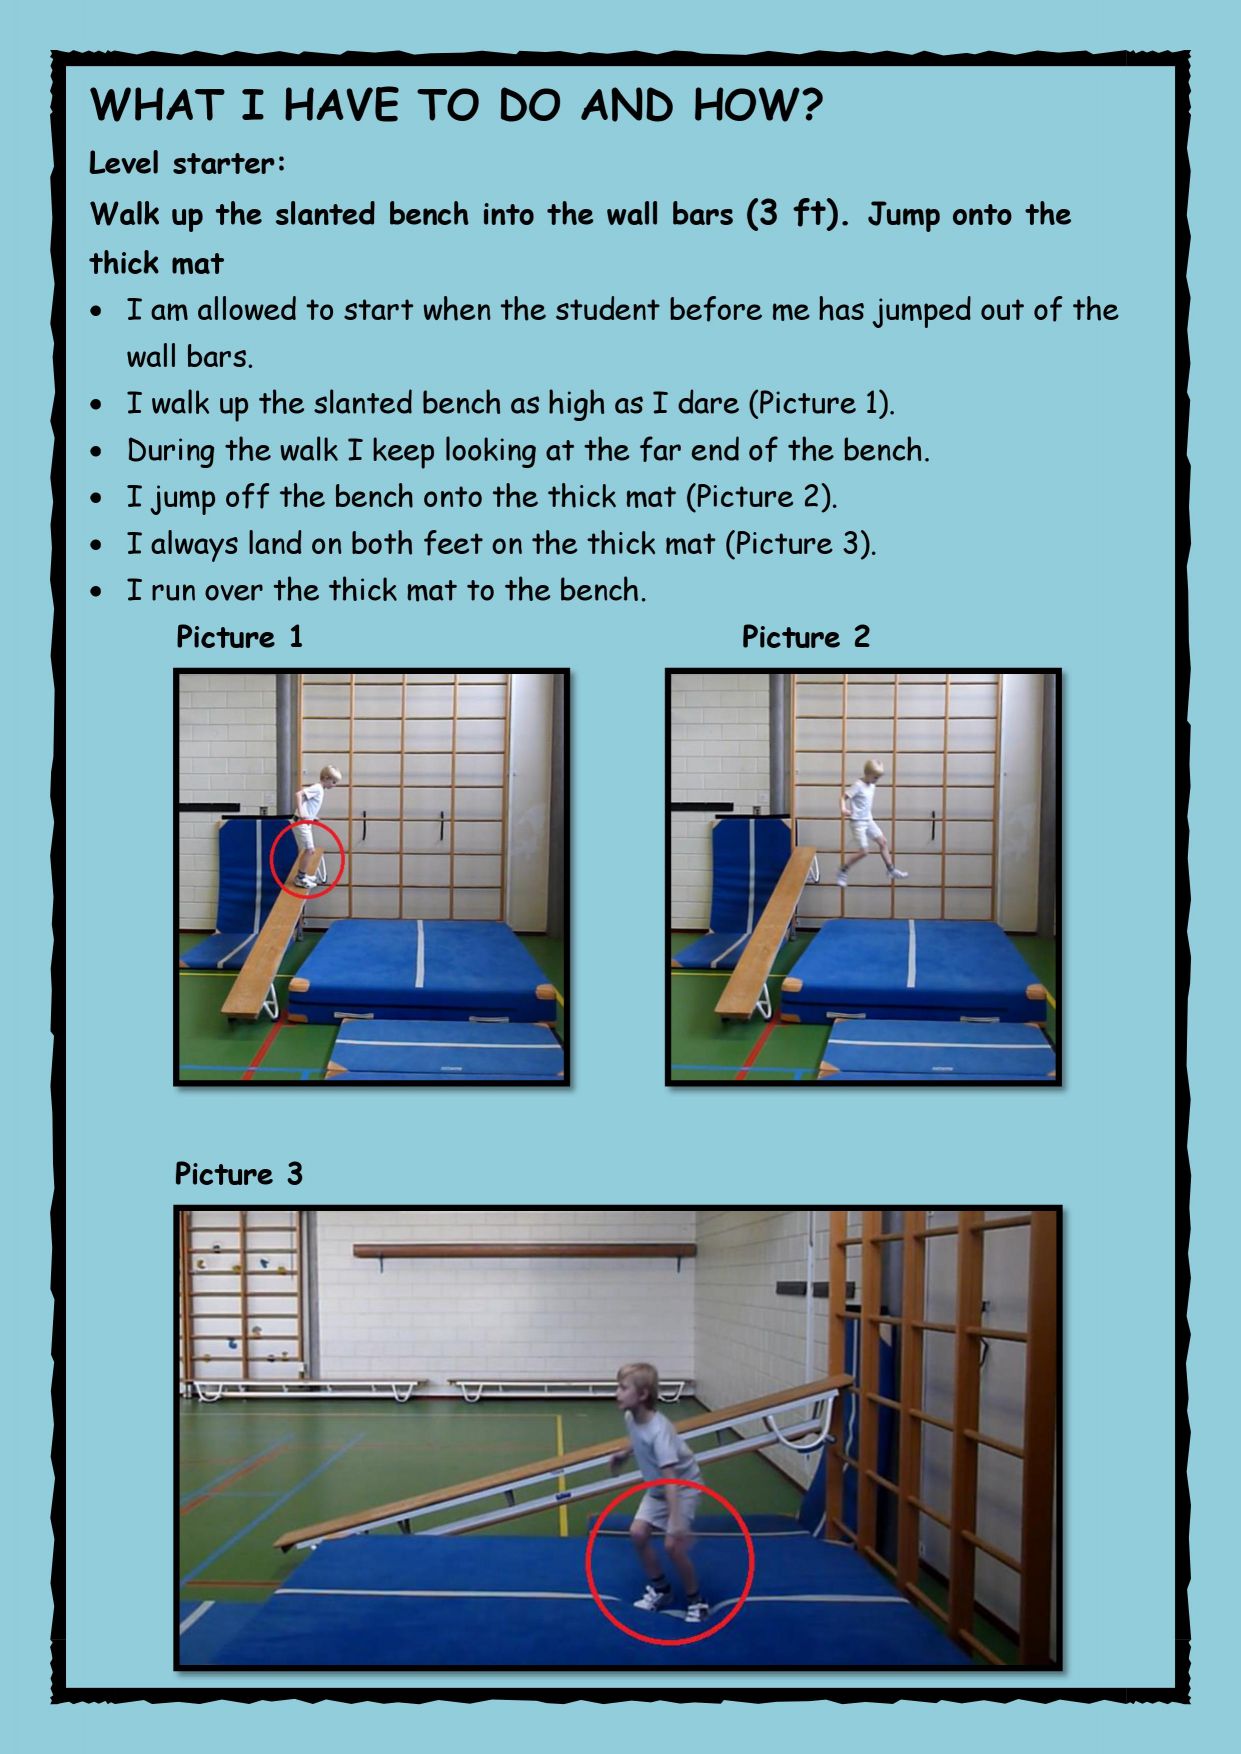 WHAT I HAVE TO DO AND HOW?
Level starter:
Walk up the slanted bench into the wall bars (3 ft). Jump onto the
thick mat
• I am allowed to start when the student before me has jumped out of the
wall bars.
• I walk up the slanted bench as high as I dare (Picture 1).
• During the walk I keep looking at the far end of the bench.
• I jump off the bench onto the thick mat (Picture 2).
• I always land on both feet on the thick mat (Picture 3).
• I run over the thick mat to the bench.
Picture 1 Picture 2
Picture 3